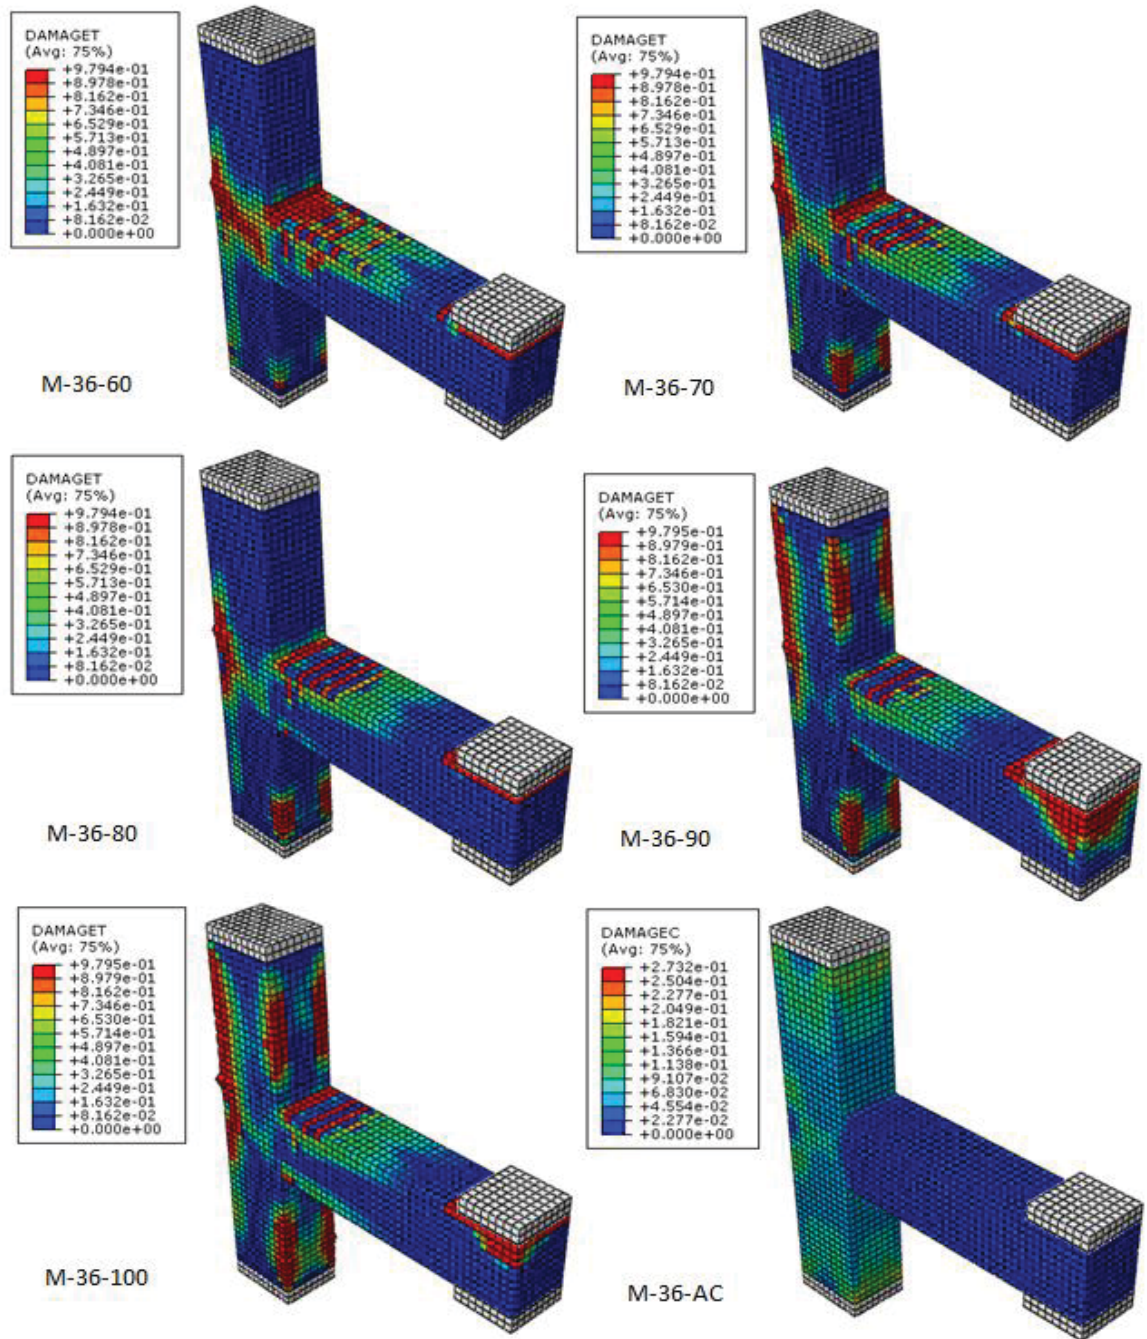 DAMAGET
(Avg: 75%)
+9.794e-01
+8.978e-01
+8.162e-01
+7.346e-01
+6.529e-01
+5.713e-01
+4.897e-01
+4.081e-01
+3.265e-01
+2.449e-01
+1.632e-01
+8.162e-02
+0.000e+00
M-36-60
DAMAGET
(Avg: 75%)
+9.794e-01
+8.978e-01
+8.162e-01
+7.346e-01
+6.529e-01
+5.713e-01
+4.897e-01
+4.081e-01
+3.265e-01
+2.449e-01
+1.632e-01
+8.162e-02
+0.000e+00
M-36-70
DAMAGET
(Avg: 75%)
+9.794e-01
+8.978e-01
+8.162e-01
+7.346e-01
+6.529e-01
+5.713e-01
+4.897e-01
+4.081e-01
+3.265e-01
+2.449e-01
+1.632e-01
+8.162e-02
+0.000e+00
M-36-80
DAMAGET
(Avg: 75%)
+9.795e-01
+8.979e-01
+8.162e-01
+7.346e-01
+6.530e-01
+5.714e-01
+4.897e-01
+4.081e-01
+3.265e-01
+2.449e-01
+1.632e-01
+8.162e-02
+0.000e+00
M-36-90
DAMAGET
(Avg: 75%)
+9.795e-01
+8.979e-01
+8.162e-01
+7.346e-01
+6.530e-01
+5.714e-01
+4.897e-01
+4.081e-01
+3.265e-01
+2.449e-01
+1.632e-01
+8.162e-02
+0.000e+00
M-36-100
DAMAGEC
(Avg: 75%)
+2.732e-01
+2.504e-01
+2.277e-01
+2.049e-01
+1.821e-01
+1.594e-01
+1.366e-01
+1.138e-01
+9.107e-02
+6.830e-02
+4.554e-02
+2.277e-02
+0.000e+00
M-36-AC